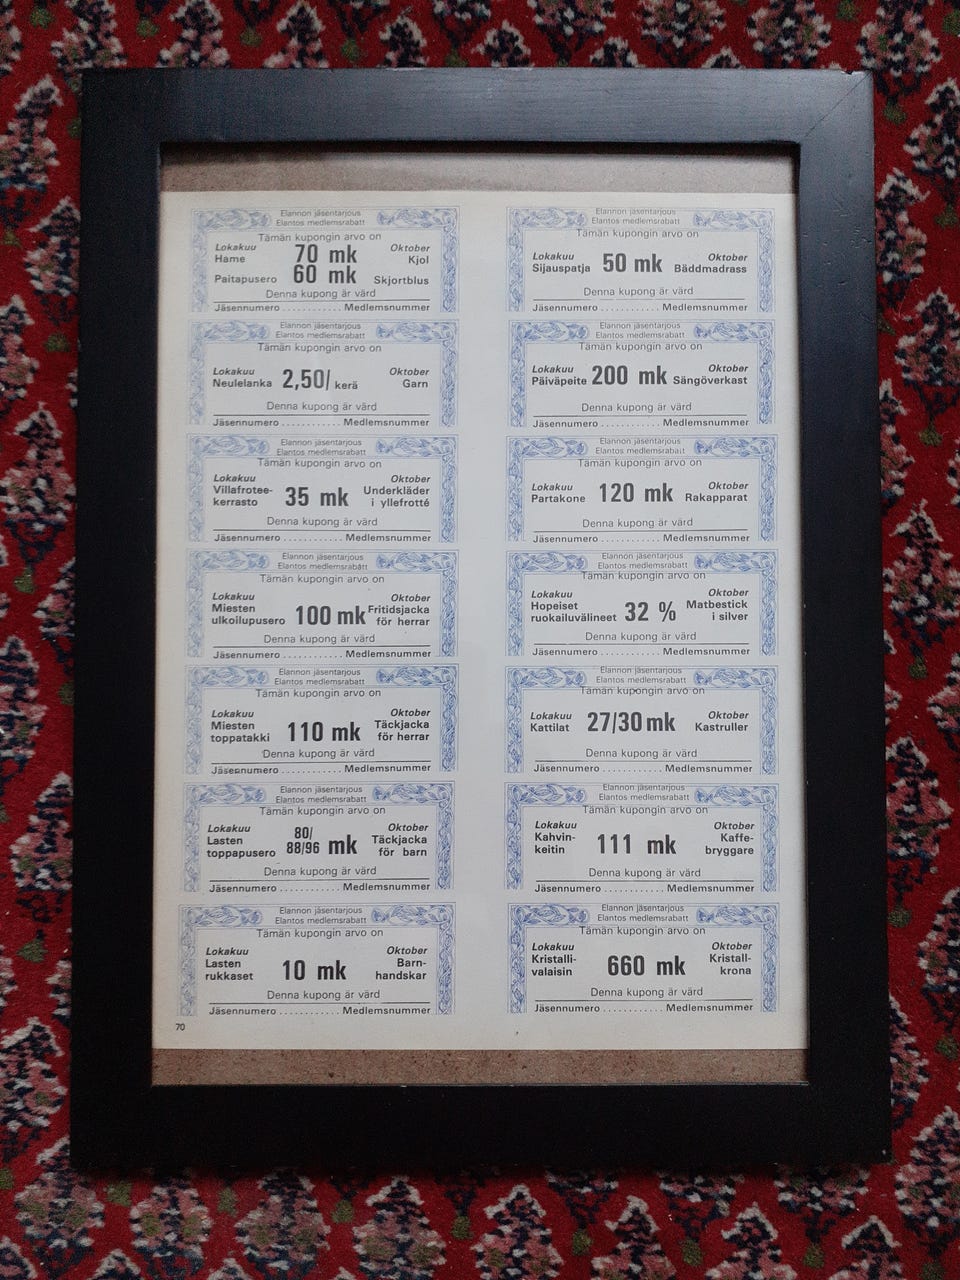 Elannon jäsentarjous
Elantos medlemsrabatt
Tämän kupongin arvo on
Lokakuu 70 mk Oktober
Hame Kjol
Paitapusero 60 mk Skjortblus
Denna kupong är värd
Jäsennumero ........... Medlemsnummer
Elannon jäsentarjous
Elantos medlemsrabatt
Tämän kupongin arvo on
Lokakuu Oktober
Neulelanka 2,50/ kerä Garn
Denna kupong är värd
Jäsennumero ........... Medlemsnummer
Elannon jäsentarjous
Elantos medlemsrabatt
Tämän kupongin arvo on
Lokakuu Oktober
Villafrotee- 35 mk Underkläder
kerrasto i yllefrotté
Denna kupong är värd
Jäsennumero ........... Medlemsnummer
Elannon jäsentarjous
Elantos medlemsrabatt
Tämän kupongin arvo on
Lokakuu Oktober
Miesten 100 mk Fritidsjacka
ulkoilupusero för herrar
Denna kupong är värd
Jäsennumero ........... Medlemsnummer
Elannon jäsentarjous
Elantos medlemsrabatt
Tämän kupongin arvo on
Lokakuu Oktober
Miesten 110 mk Täckjacka
toppatakki för herrar
Denna kupong är värd
Jäsennumero ........... Medlemsnummer
Elannon jäsentarjous
Elantos medlemsrabatt
Tämän kupongin arvo on
Lokakuu 80/ Oktober
Lasten 88/96 mk Täckjacka
toppapusero för barn
Denna kupong är värd
Jäsennumero ........... Medlemsnummer
Elannon jäsentarjous
Elantos medlemsrabatt
Tämän kupongin arvo on
Lokakuu Oktober
Lasten 10 mk Barn-
rukkaset handskar
Denna kupong är värd
Jäsennumero ........... Medlemsnummer
70
Elannon jäsentarjous
Elantos medlemsrabatt
Tämän kupongin arvo on
Lokakuu 50 mk Oktober
Sijauspatja Bäddmadrass
Denna kupong är värd
Jäsennumero ........... Medlemsnummer
Elannon jäsentarjous
Elantos medlemsrabatt
Tämän kupongin arvo on
Lokakuu 200 mk Oktober
Päiväpeite Sängöverkast
Denna kupong är värd
Jäsennumero ........... Medlemsnummer
Elannon jäsentarjous
Elantos medlemsrabatt
Tämän kupongin arvo on
Lokakuu 120 mk Oktober
Partakone Rakapparat
Denna kupong är värd
Jäsennumero ........... Medlemsnummer
Elannon jäsentarjous
Elantos medlemsrabatt
Tämän kupongin arvo on
Lokakuu Oktober
Hopeiset 32 % Matbestick
ruokailuvälineet i silver
Denna kupong är värd
Jäsennumero ........... Medlemsnummer
Elannon jäsentarjous
Elantos medlemsrabatt
Tämän kupongin arvo on
Lokakuu 27/30 mk Oktober
Kattilat Kastruller
Denna kupong är värd
Jäsennumero ........... Medlemsnummer
Elannon jäsentarjous
Elantos medlemsrabatt
Tämän kupongin arvo on
Lokakuu Oktober
Kahvin- 111 mk Kaffe-
keitin bryggare
Denna kupong är värd
Jäsennumero ........... Medlemsnummer
Elannon jäsentarjous
Elantos medlemsrabatt
Tämän kupongin arvo on
Lokakuu Oktober
Kristalli- 660 mk Kristall-
valaisin krona
Denna kupong är värd
Jäsennumero ........... Medlemsnummer